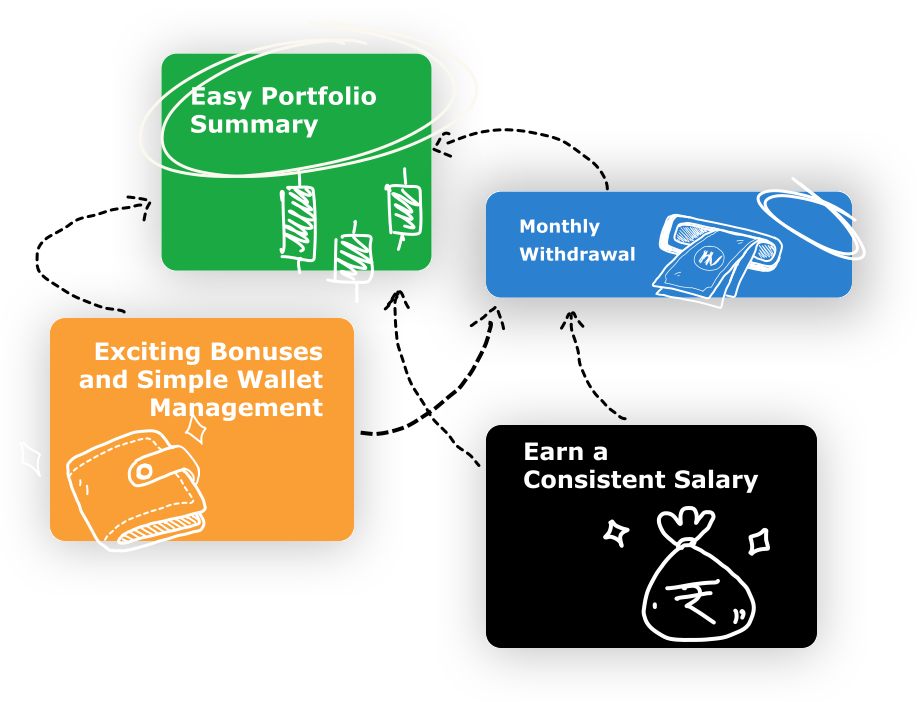 Easy Portfolio
Summary
Monthly
Withdrawal
Exciting Bonuses
and Simple Wallet
Management
Earn a
Consistent Salary
₹